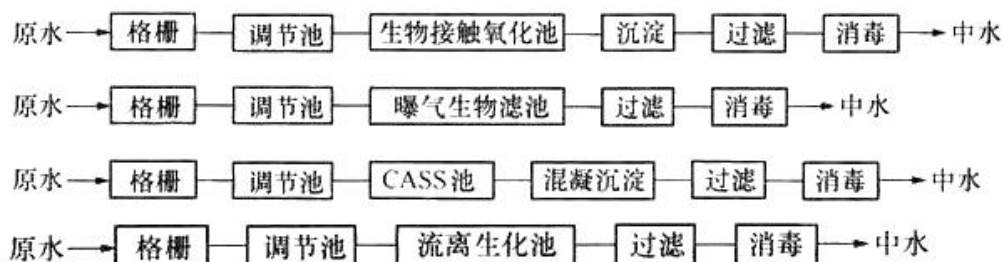 原水 格栅 调节池 生物接触氧化池 沉淀 过滤 消毒 中水
原水 格栅 调节池 曝气生物滤池 过滤 消毒 中水
原水 格栅 调节池 CASS池 混凝沉淀 过滤 消毒 中水
原水 格栅 调节池 流离生化池 过滤 消毒 中水